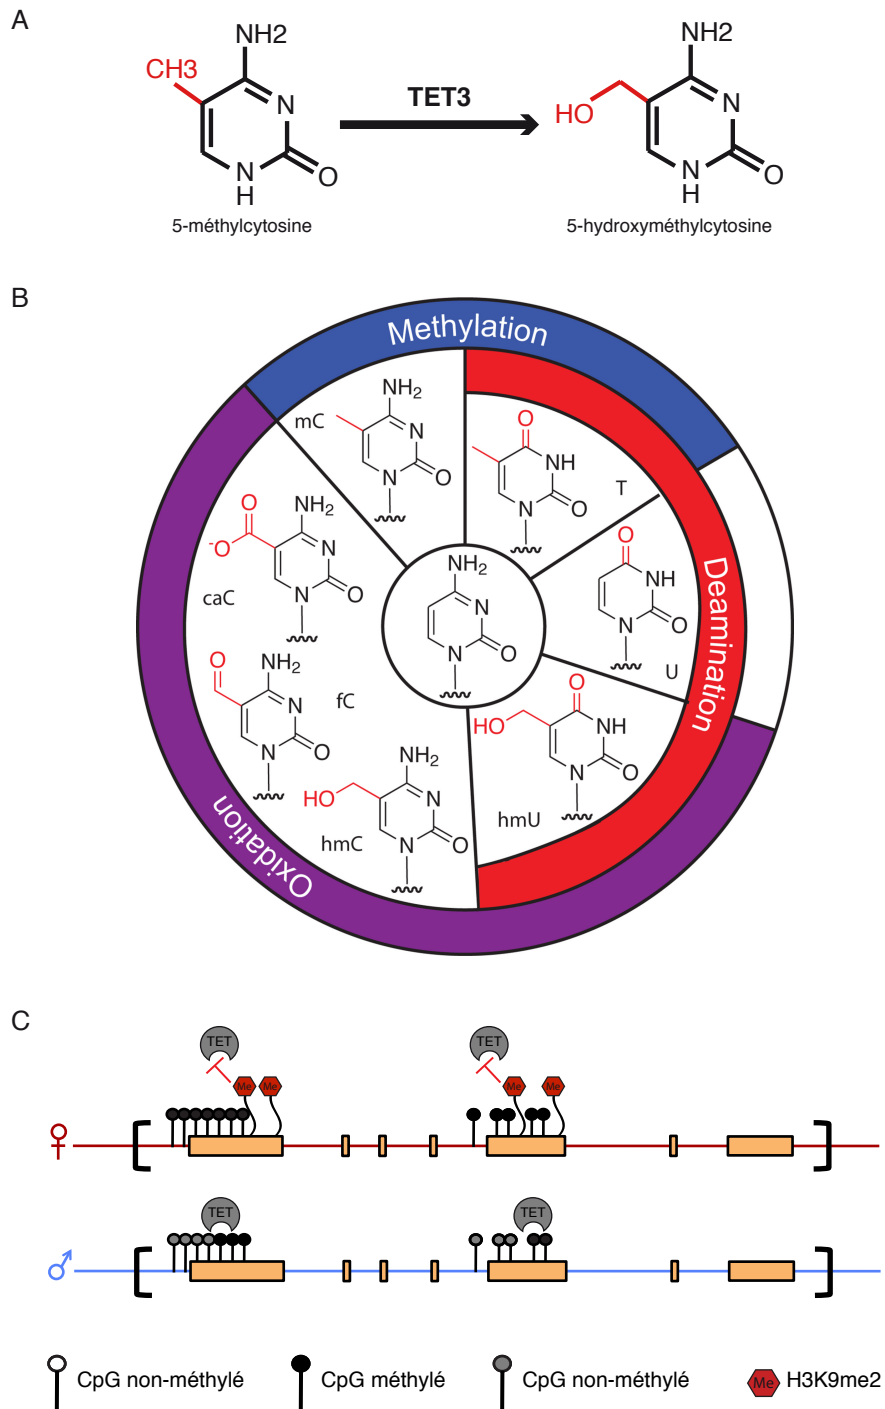 A
NH2
CH3
N
N
H
O
5-méthylcytosine
TET3
NH2
HO
N
N
H
O
5-hydroxyméthylcytosine
B
Methylation
Deamination
Oxidation
mC
NH₂
N
N
O
O
NH
N
O
T
O
NH
N
O
U
NH₂
N
N
O
O
-O
NH₂
N
N
O
caC
O
NH₂
N
N
O
fC
HO
NH₂
N
N
O
hmC
HO
O
NH
N
O
hmU
C
TET
TET
Me
Me
Me
Me
♀
TET
TET
♂
CpG non-méthylé
CpG méthylé
CpG non-méthylé
Me
H3K9me2